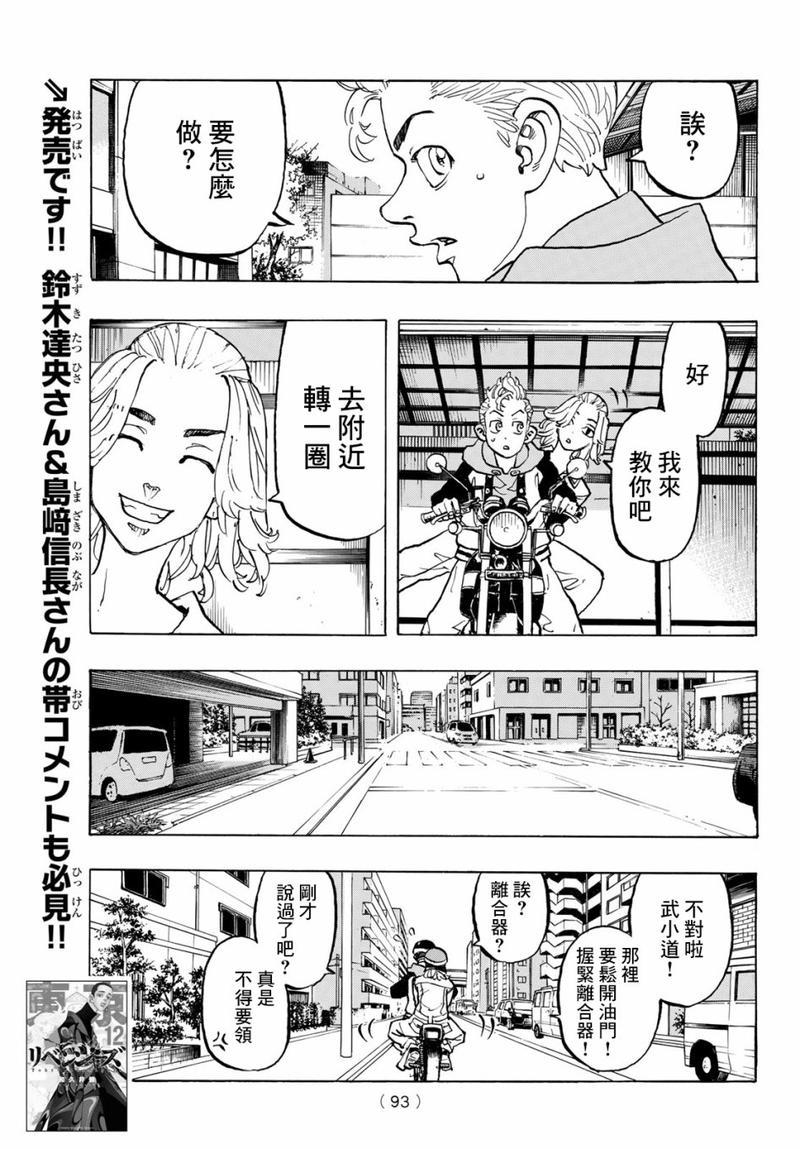 誒？
要怎麼
做？
好
我來
教你吧
去附近
轉一圈
不對啦
武小道！
那裡
要鬆開油門！
握緊離合器！
誒？
離合器？
剛才
說過了吧？
真是
不得要領
⇘発売です!! 鈴木達央さん＆島﨑信長さんの帯コメントも必見!!
はつ ばい
すず き たつ ひさ
しま ざき のぶ なが
おび
ひっ けん
東京
12
リベンジャーズ
（93）